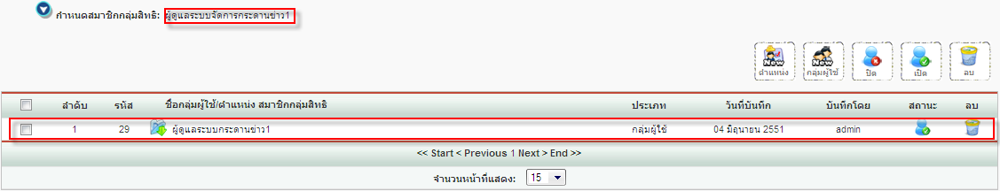 กำหนดสมาชิกกลุ่มสิทธิ: ผู้ดูแลระบบจัดการกระดานข่าว1
New New
ตำแหน่ง กลุ่มผู้ใช้ ปิด เปิด ลบ
ลำดับ รหัส ชื่อกลุ่มผู้ใช้/ตำแหน่ง สมาชิกกลุ่มสิทธิ ประเภท วันที่บันทึก บันทึกโดย สถานะ ลบ
1 29 ผู้ดูแลระบบกระดานข่าว1 กลุ่มผู้ใช้ 04 มิถุนายน 2551 admin
<< Start < Previous 1 Next > End >>
จำนวนหน้าที่แสดง: 15